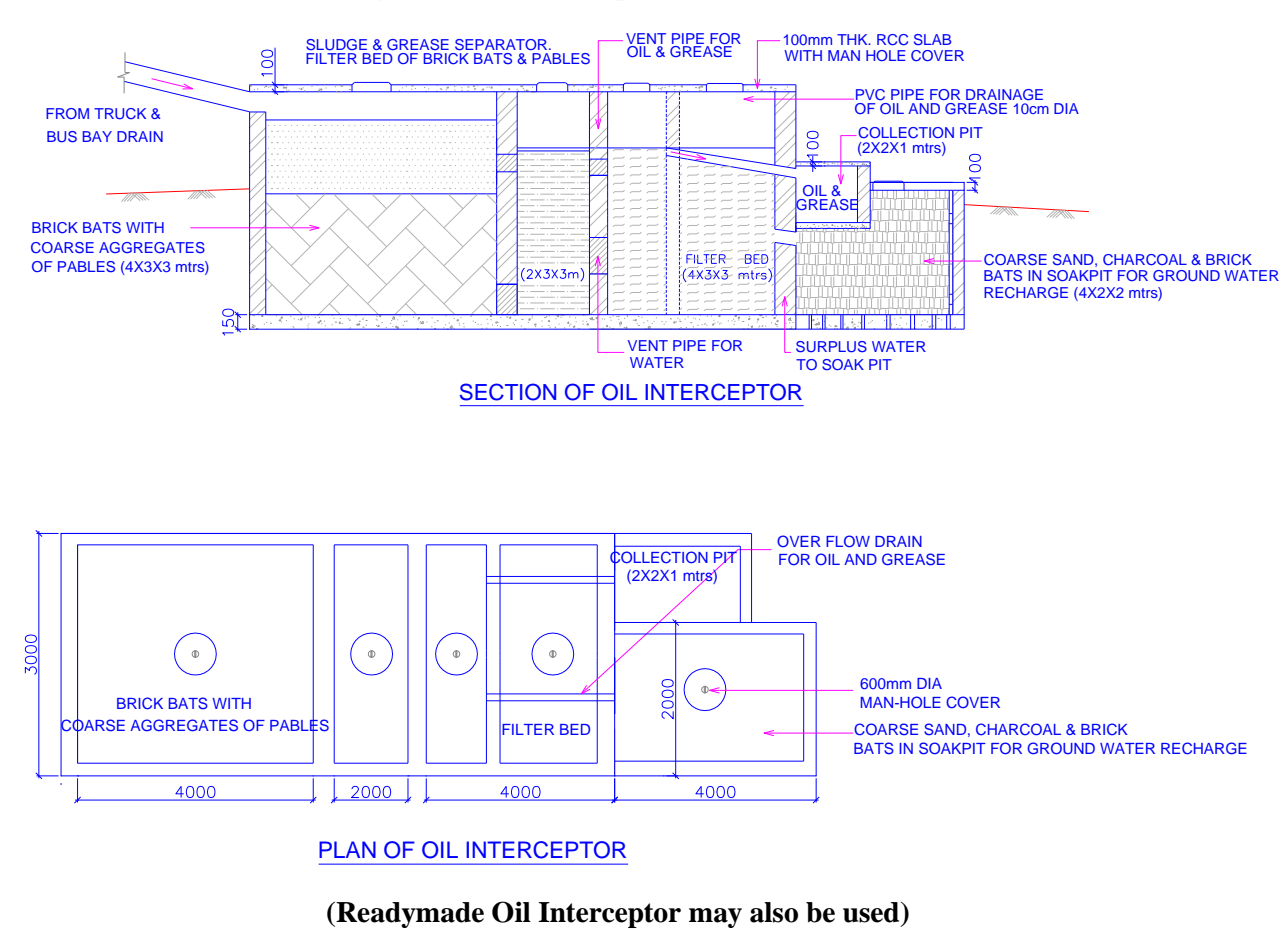 SLUDGE & GREASE SEPARATOR.
FILTER BED OF BRICK BATS & PABLES
VENT PIPE FOR
OIL & GREASE
100mm THK. RCC SLAB
WITH MAN HOLE COVER
100
FROM TRUCK &
BUS BAY DRAIN
PVC PIPE FOR DRAINAGE
OF OIL AND GREASE 10cm DIA
COLLECTION PIT
(2X2X1 mtrs)
100
100
OIL &
GREASE
BRICK BATS WITH
COARSE AGGREGATES
OF PABLES (4X3X3 mtrs)
(2X3X3m)
FILTER BED
(4X3X3 mtrs)
COARSE SAND, CHARCOAL & BRICK
BATS IN SOAKPIT FOR GROUND WATER
RECHARGE (4X2X2 mtrs)
150
VENT PIPE FOR
WATER
SURPLUS WATER
TO SOAK PIT
SECTION OF OIL INTERCEPTOR
OVER FLOW DRAIN
FOR OIL AND GREASE
COLLECTION PIT
(2X2X1 mtrs)
3000
2000
600mm DIA
MAN-HOLE COVER
BRICK BATS WITH
COARSE AGGREGATES OF PABLES
FILTER BED
COARSE SAND, CHARCOAL & BRICK
BATS IN SOAKPIT FOR GROUND WATER RECHARGE
4000
2000
4000
4000
PLAN OF OIL INTERCEPTOR
(Readymade Oil Interceptor may also be used)